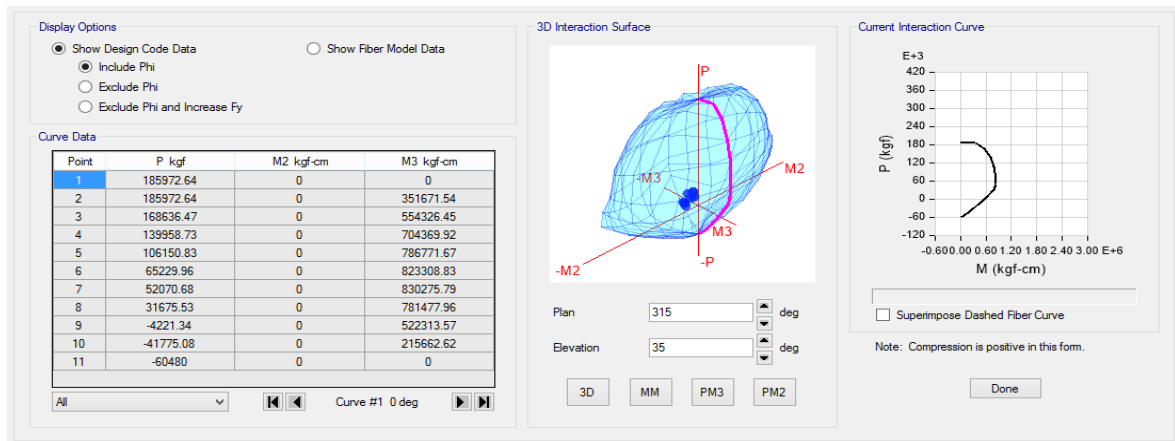 Display Options
Show Design Code Data
Show Fiber Model Data
Include Phi
Exclude Phi
Exclude Phi and Increase Fy
Curve Data
Point P kgf M2 kgf-cm M3 kgf-cm
1 185972.64 0 0
2 185972.64 0 351671.54
3 168636.47 0 554326.45
4 139958.73 0 704369.92
5 106150.83 0 786771.67
6 65229.96 0 823308.83
7 52070.68 0 830275.79
8 31675.53 0 781477.96
9 -4221.34 0 522313.57
10 -41775.08 0 215662.62
11 -60480 0 0
All
Curve #1 0 deg
3D Interaction Surface
P
M2
-M3
M3
-P
-M2
Plan 315 deg
Elevation 35 deg
3D MM PM3 PM2
Current Interaction Curve
E+3
420
360
300
240
180
120
60
0
-60
-120
P (kgf)
-0.60 0.00 0.60 1.20 1.80 2.40 3.00 E+6
M (kgf-cm)
Superimpose Dashed Fiber Curve
Note: Compression is positive in this form.
Done